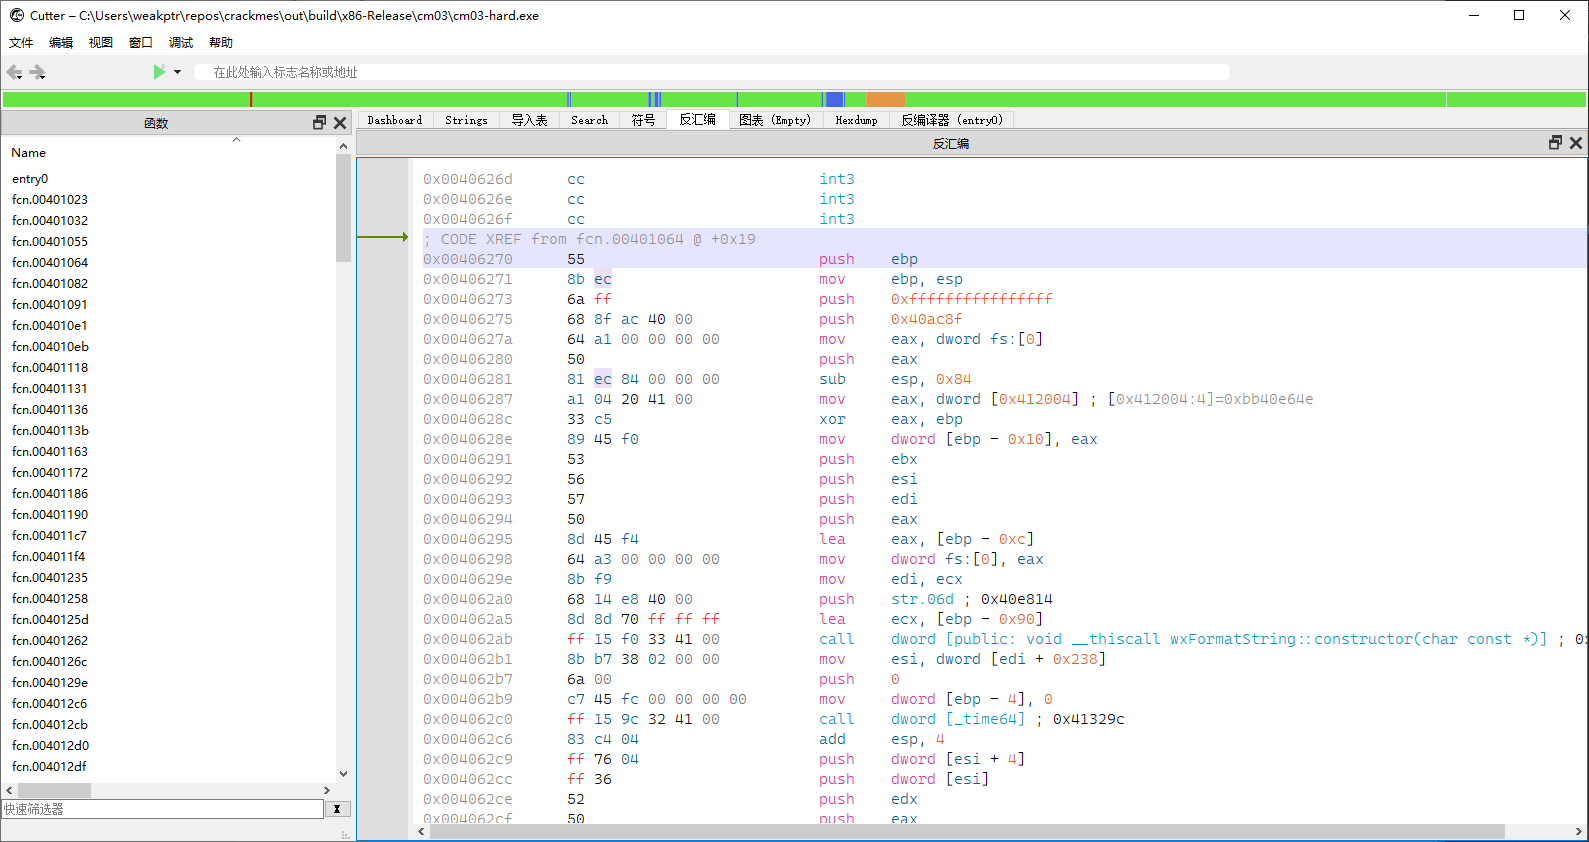 Cutter – C:\Users\weakptr\repos\crackmes\out\build\x86-Release\cm03\cm03-hard.exe
文件 编辑 视图 窗口 调试 帮助
在此处输入标志名称或地址
函数
Name
entry0
fcn.00401023
fcn.00401032
fcn.00401055
fcn.00401064
fcn.00401082
fcn.00401091
fcn.004010e1
fcn.004010eb
fcn.00401118
fcn.00401131
fcn.00401136
fcn.0040113b
fcn.00401163
fcn.00401172
fcn.00401186
fcn.00401190
fcn.004011c7
fcn.004011f4
fcn.00401235
fcn.00401258
fcn.0040125d
fcn.00401262
fcn.0040126c
fcn.0040129e
fcn.004012c6
fcn.004012cb
fcn.004012d0
fcn.004012df
快速筛选器
X
Dashboard Strings 导入表 Search 符号 反汇编 图表 (Empty) Hexdump 反编译器 (entry0)
反汇编
0x0040626d cc int3
0x0040626e cc int3
0x0040626f cc int3
; CODE XREF from fcn.00401064 @ +0x19
0x00406270 55 push ebp
0x00406271 8b ec mov ebp, esp
0x00406273 6a ff push 0xffffffffffffffff
0x00406275 68 8f ac 40 00 push 0x40ac8f
0x0040627a 64 a1 00 00 00 00 mov eax, dword fs:[0]
0x00406280 50 push eax
0x00406281 81 ec 84 00 00 00 sub esp, 0x84
0x00406287 a1 04 20 41 00 mov eax, dword [0x412004] ; [0x412004:4]=0xbb40e64e
0x0040628c 33 c5 xor eax, ebp
0x0040628e 89 45 f0 mov dword [ebp - 0x10], eax
0x00406291 53 push ebx
0x00406292 56 push esi
0x00406293 57 push edi
0x00406294 50 push eax
0x00406295 8d 45 f4 lea eax, [ebp - 0xc]
0x00406298 64 a3 00 00 00 00 mov dword fs:[0], eax
0x0040629e 8b f9 mov edi, ecx
0x004062a0 68 14 e8 40 00 push str.06d ; 0x40e814
0x004062a5 8d 8d 70 ff ff ff lea ecx, [ebp - 0x90]
0x004062ab ff 15 f0 33 41 00 call dword [public: void __thiscall wxFormatString::constructor(char const *)] ; 0x
0x004062b1 8b b7 38 02 00 00 mov esi, dword [edi + 0x238]
0x004062b7 6a 00 push 0
0x004062b9 c7 45 fc 00 00 00 00 mov dword [ebp - 4], 0
0x004062c0 ff 15 9c 32 41 00 call dword [_time64] ; 0x41329c
0x004062c6 83 c4 04 add esp, 4
0x004062c9 ff 76 04 push dword [esi + 4]
0x004062cc ff 36 push dword [esi]
0x004062ce 52 push edx
0x004062cf 50 push eax